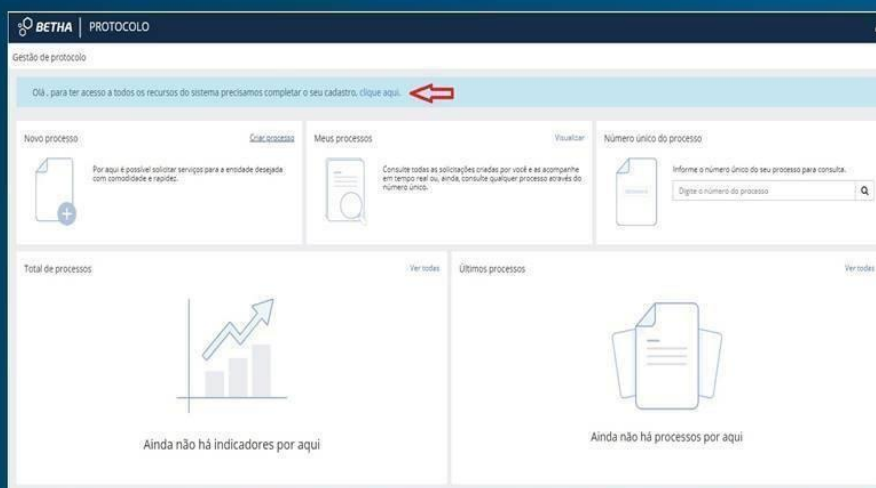 BETHA | PROTOCOLO
Gestão de protocolo
Olá , para ter acesso a todos os recursos do sistema precisamos completar o seu cadastro, clique aqui.
Novo processo
Criar processo
Por aqui é possível solicitar serviços para a entidade desejada
com comodidade e rapidez.
Meus processos
Visualizar
Consulte todas as solicitações criadas por você e as acompanhe
em tempo real ou, ainda, consulte qualquer processo através do
número único.
Número único do processo
Informe o número único do seu processo para consulta.
Digite o número do processo
Total de processos
Ver todas
Ainda não há indicadores por aqui
Últimos processos
Ver todas
Ainda não há processos por aqui